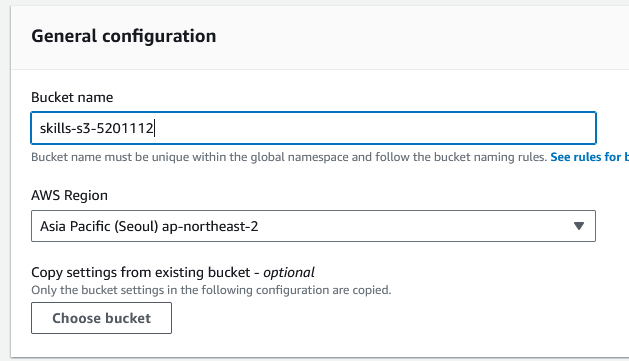 General configuration
Bucket name
skills-s3-5201112
Bucket name must be unique within the global namespace and follow the bucket naming rules. See rules for
AWS Region
Asia Pacific (Seoul) ap-northeast-2
Copy settings from existing bucket - optional
Only the bucket settings in the following configuration are copied.
Choose bucket